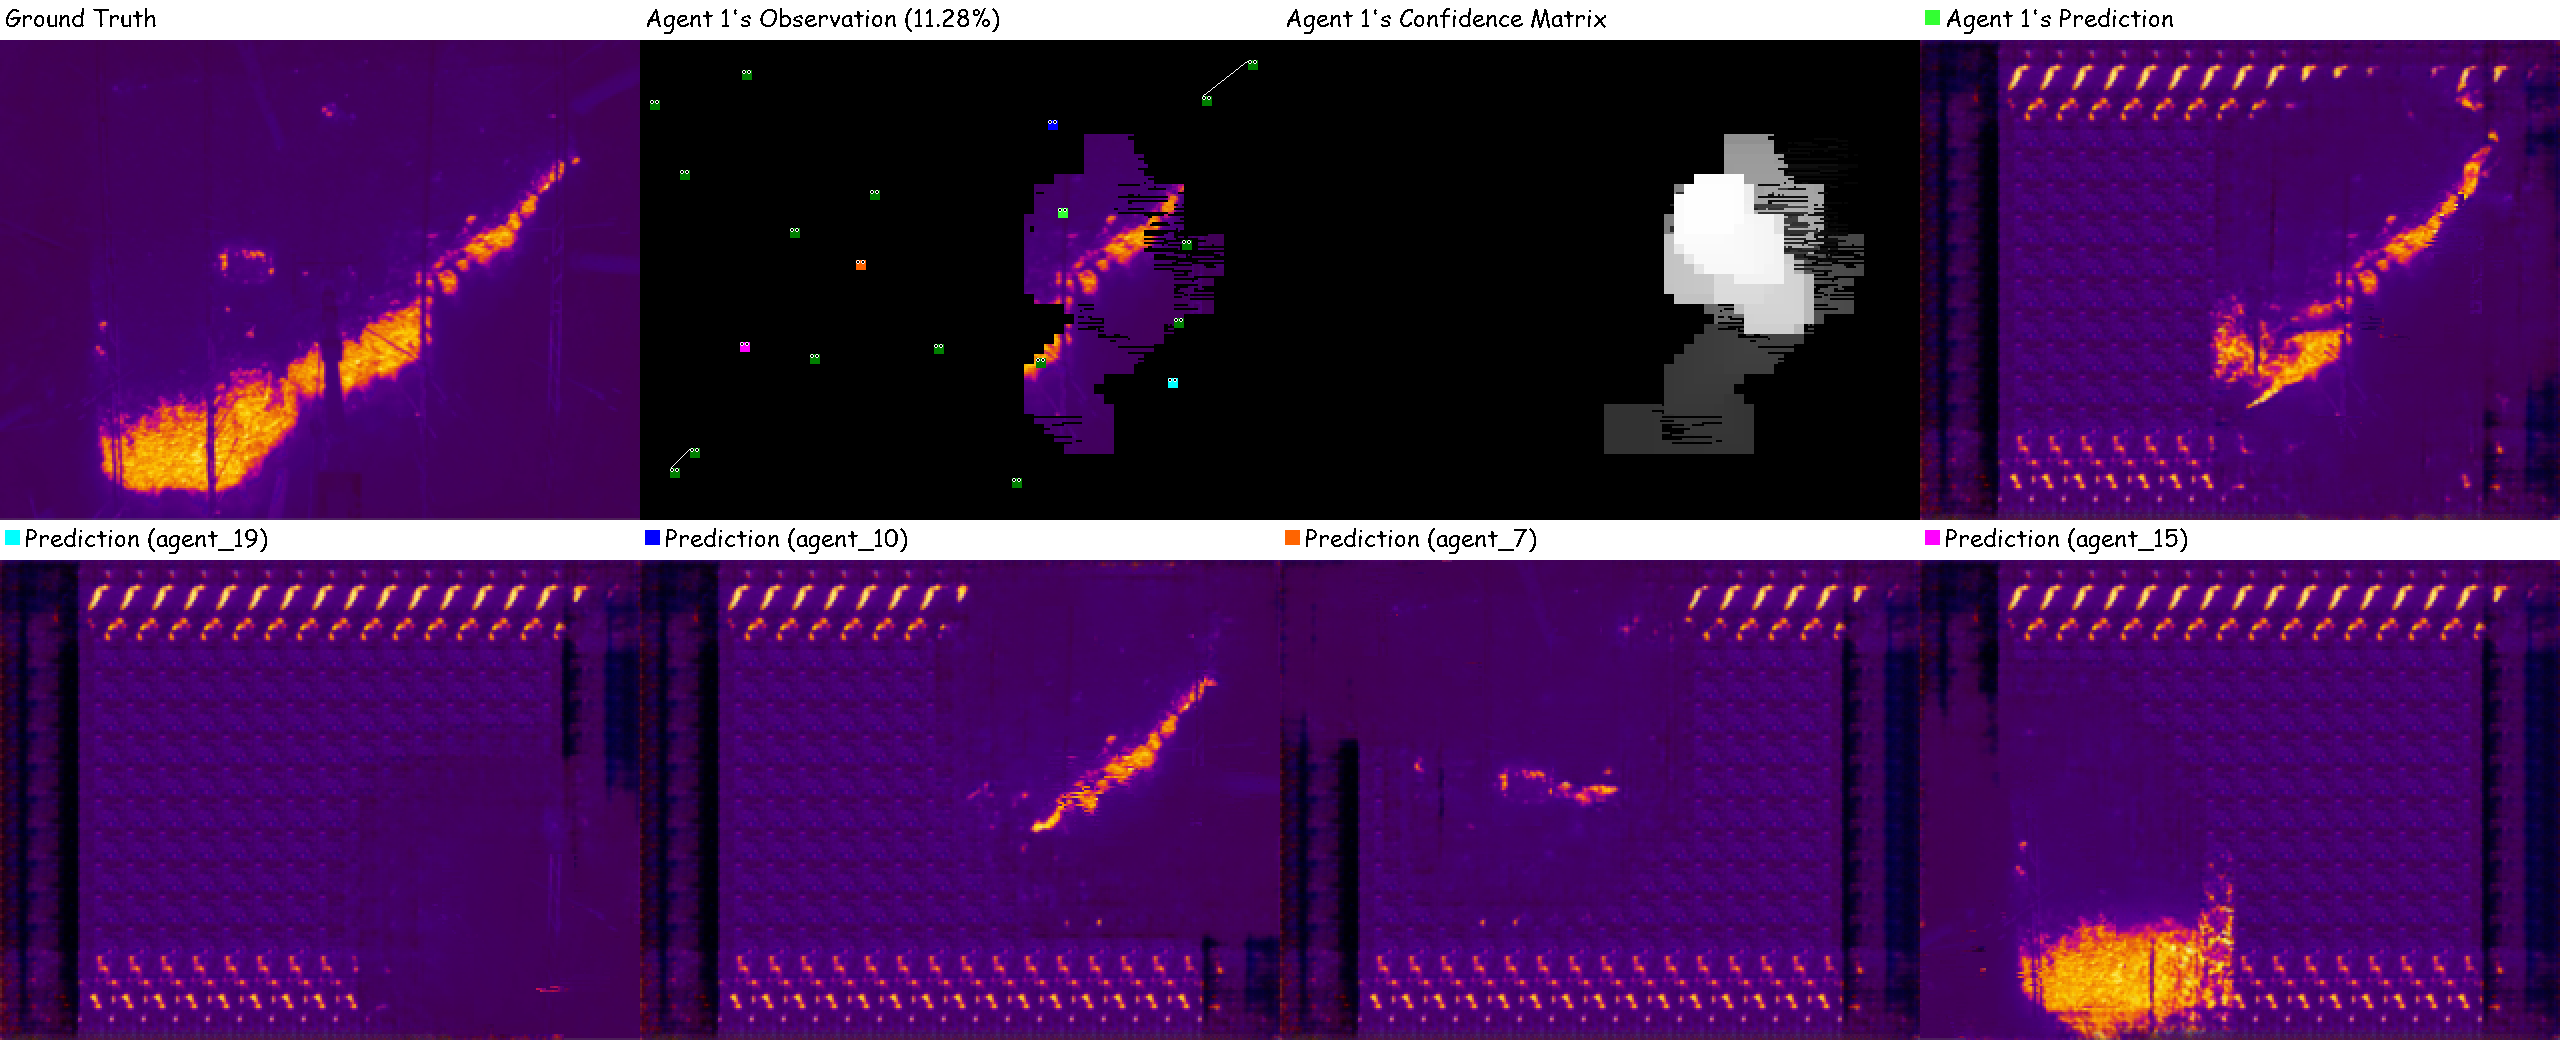 Ground Truth
Agent 1's Observation (11.28%)
Agent 1's Confidence Matrix
Agent 1's Prediction
Prediction (agent_19)
Prediction (agent_10)
Prediction (agent_7)
Prediction (agent_15)